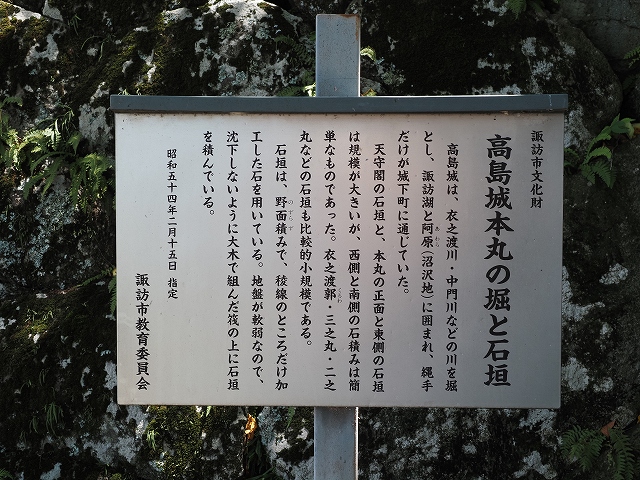 諏訪市文化財
高島城本丸の堀と石垣
高島城は、衣之渡川・中門川などの川を堀
とし、諏訪湖と阿原(沼沢地)に囲まれ、縄手
あわら
だけが城下町に通じていた。
天守閣の石垣と、本丸の正面と東側の石垣
は規模が大きいが、西側と南側の石積みは簡
単なものであった。衣之渡郭・三之丸・二之
くるわ
丸などの石垣も比較的小規模である。
石垣は、野面積みで、稜線のところだけ加
のづら
工した石を用いている。地盤が軟弱なので、
沈下しないように大木で組んだ筏の上に石垣
を積んでいる。
昭和五十四年二月十五日 指定
諏訪市教育委員会